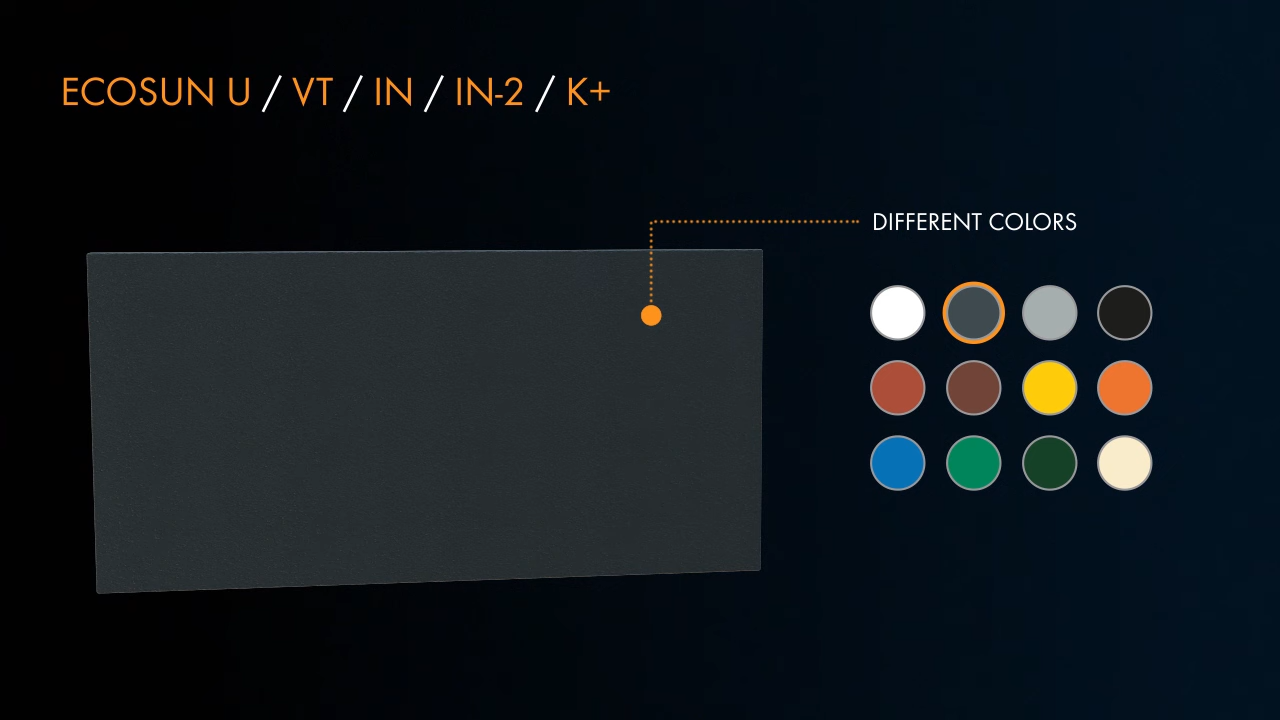 ECOSUN U / VT / IN / IN-2 / K+
DIFFERENT COLORS